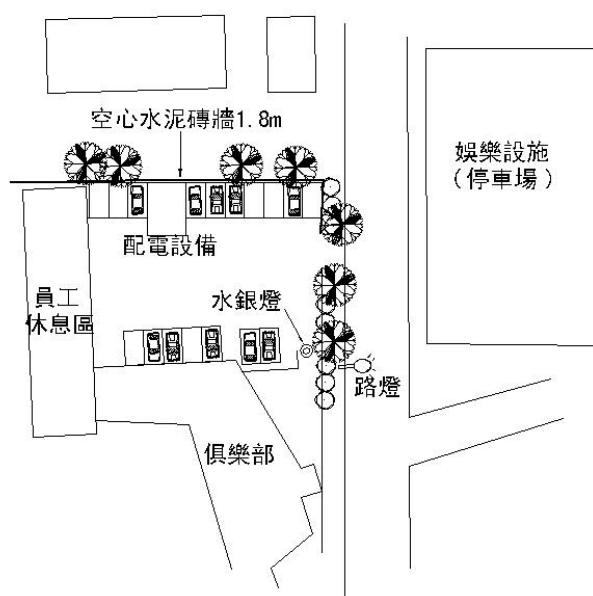 空心水泥磚牆1.8m
娛樂設施
(停車場)
配電設備
員工
休息區
水銀燈
路燈
俱樂部